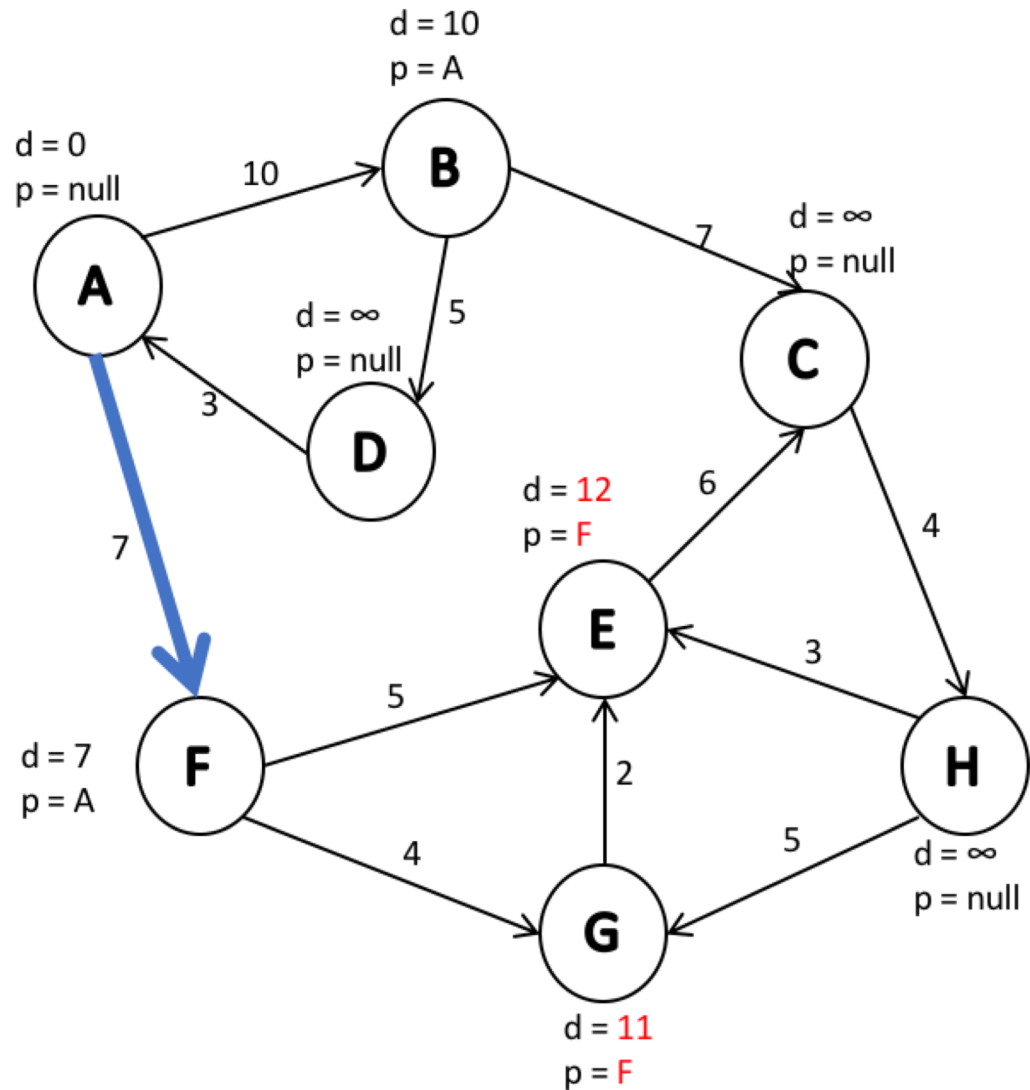 d = 10
p = A
B
d = 0
p = null
10
A
7
d = ∞
p = null
C
5
d = ∞
p = null
3
D
7
6
4
d = 12
p = F
E
3
5
F
d = 7
p = A
2
H
4
5
d = ∞
p = null
G
d = 11
p = F